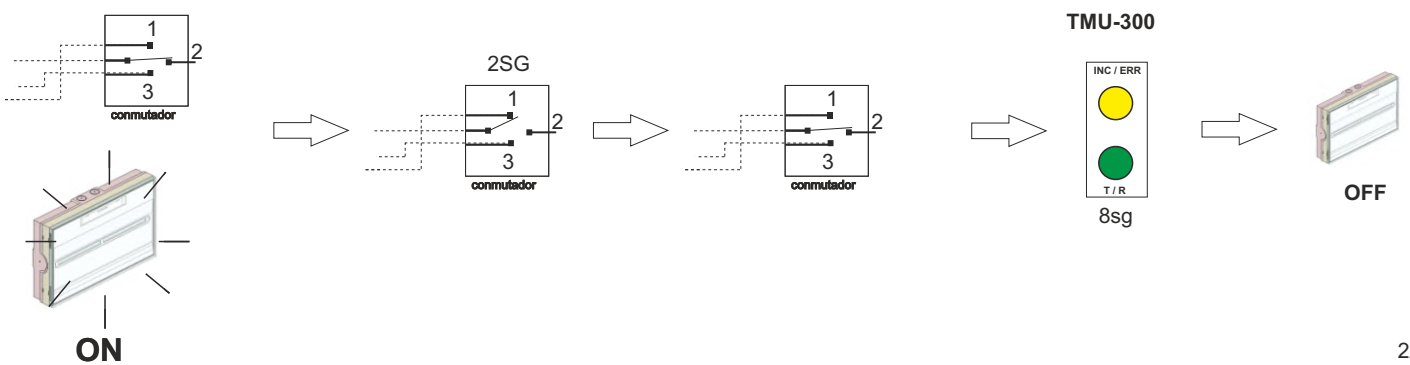 1
2
3
conmutador
ON
2SG
1
2
3
conmutador
1
2
3
conmutador
TMU-300
INC / ERR
T / R
8sg
OFF
2